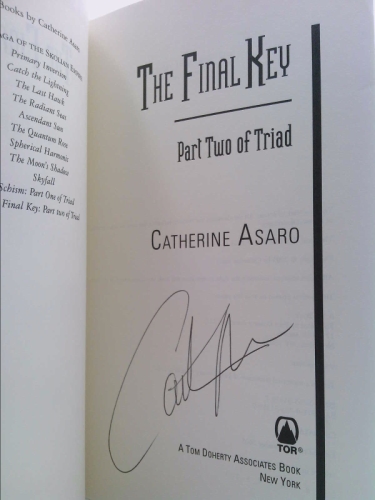 Books by Catherine Asaro
SAGA OF THE SKOLIAN EMPIRE
Primary Inversion
Catch the Lightning
The Last Hawk
The Radiant Seas
Ascendant Sun
The Quantum Rose
Spherical Harmonic
The Moon's Shadow
Skyfall
Schism: Part One of Triad
Final Key: Part two of Triad
THE FINAL KEY
Part Two of Triad
CATHERINE ASARO
TOR®
A TOM DOHERTY ASSOCIATES BOOK
NEW YORK